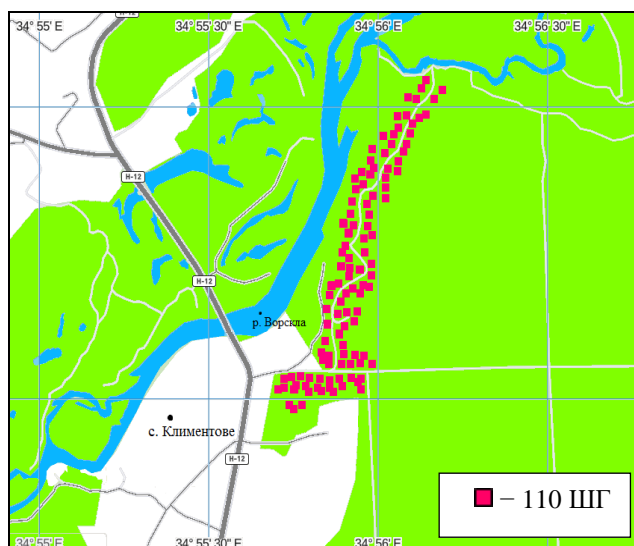 34° 55' E 34° 55' 30" E 34° 56' E 34° 56' 30" E
Н-12
Н-12
р. Ворскла
с. Климентове
Н-12
– 110 ШГ
34° 55' E 34° 55' 30" E 34° 56' E